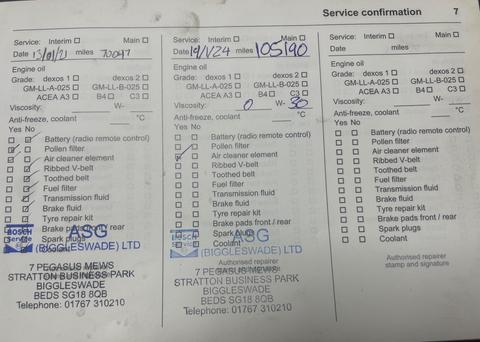 Service confirmation 7
Service: Interim ☐ Main ☐
Date 13/01/21 miles 70047
Engine oil
Grade: dexos 1 ☐ dexos 2 ☐
GM-LL-A-025 ☐ GM-LL-B-025 ☐
ACEA A3 ☐ B4 ☐ C3 ☐
Viscosity: W-
Anti-freeze, coolant °C
Yes No
Battery (radio remote control)
Pollen filter
Air cleaner element
Ribbed V-belt
Toothed belt
Fuel filter
Transmission fluid
Brake fluid
Tyre repair kit
Brake pads front / rear
Spark plugs
Coolant
BOSCH
Service
ASG
(BIGGLESWADE) LTD
7 PEGASUS MEWS
STRATTON BUSINESS PARK
BIGGLESWADE
BEDS SG18 8QB
Telephone: 01767 310210
Service: Interim ☐ Main ☐
Date 19/1/24 miles 105190
Engine oil
Grade: dexos 1 ☐ dexos 2 ☐
GM-LL-A-025 ☐ GM-LL-B-025 ☐
ACEA A3 ☐ B4 ☐ C3 ☐
Viscosity: 0 W- 30
Anti-freeze, coolant °C
Yes No
Battery (radio remote control)
Pollen filter
Air cleaner element
Ribbed V-belt
Toothed belt
Fuel filter
Transmission fluid
Brake fluid
Tyre repair kit
Brake pads front / rear
Spark plugs
Coolant
BOSCH
Service
ASG
(BIGGLESWADE) LTD
Authorised repairer
7 PEGASUS MEWS
STRATTON BUSINESS PARK
BIGGLESWADE
BEDS SG18 8QB
Telephone: 01767 310210
Service: Interim ☐ Main ☐
Date miles
Engine oil
Grade: dexos 1 ☐ dexos 2 ☐
GM-LL-A-025 ☐ GM-LL-B-025 ☐
ACEA A3 ☐ B4 ☐ C3 ☐
Viscosity: W-
Anti-freeze, coolant °C
Yes No
Battery (radio remote control)
Pollen filter
Air cleaner element
Ribbed V-belt
Toothed belt
Fuel filter
Transmission fluid
Brake fluid
Tyre repair kit
Brake pads front / rear
Spark plugs
Coolant
Authorised repairer
stamp and signature